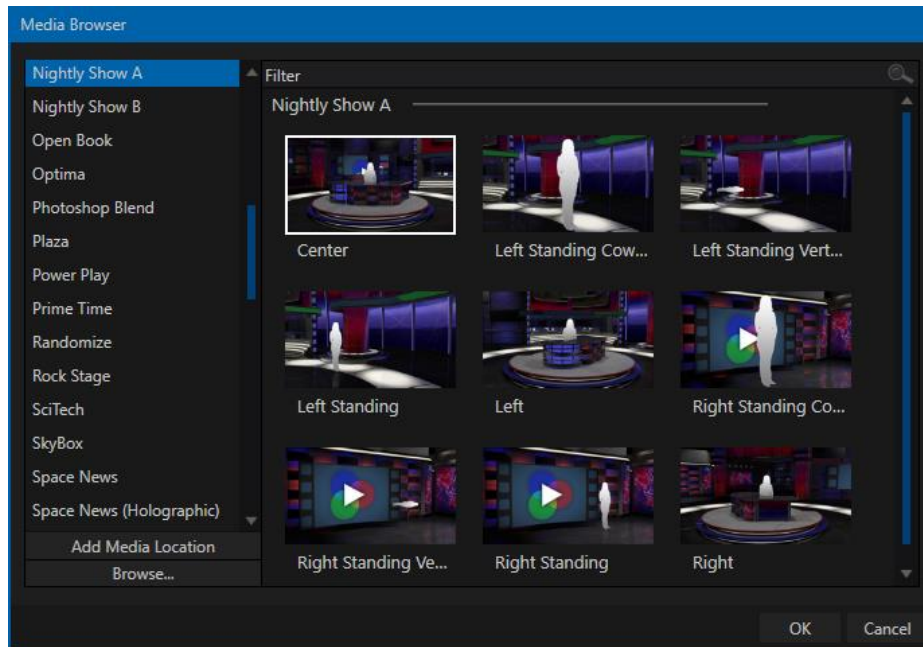 Media Browser
Nightly Show A
Nightly Show B
Open Book
Optima
Photoshop Blend
Plaza
Power Play
Prime Time
Randomize
Rock Stage
SciTech
SkyBox
Space News
Space News (Holographic)
Add Media Location
Browse...
Filter
Nightly Show A
Center
Left Standing Cow...
Left Standing Vert...
Left Standing
Left
Right Standing Co...
Right Standing Ve...
Right Standing
Right
OK
Cancel